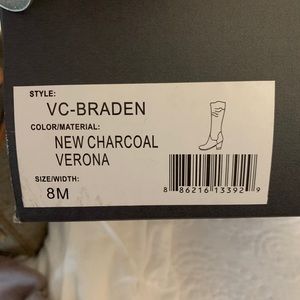 STYLE:
VC-BRADEN
COLOR/MATERIAL:
NEW CHARCOAL
VERONA
SIZE/WIDTH:
8M
8 86216 13392 9